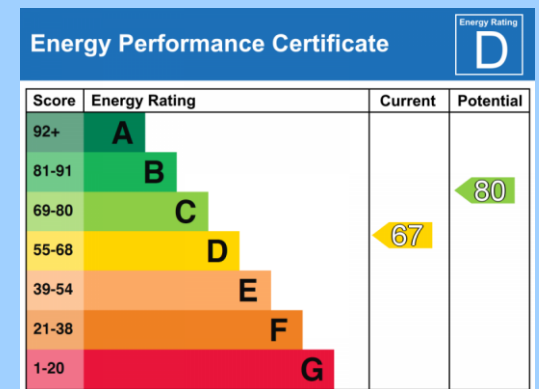 Energy Performance Certificate
Energy Rating
D
Score Energy Rating Current Potential
92+ A
81-91 B
80
69-80 C
67
55-68 D
39-54 E
21-38 F
1-20 G